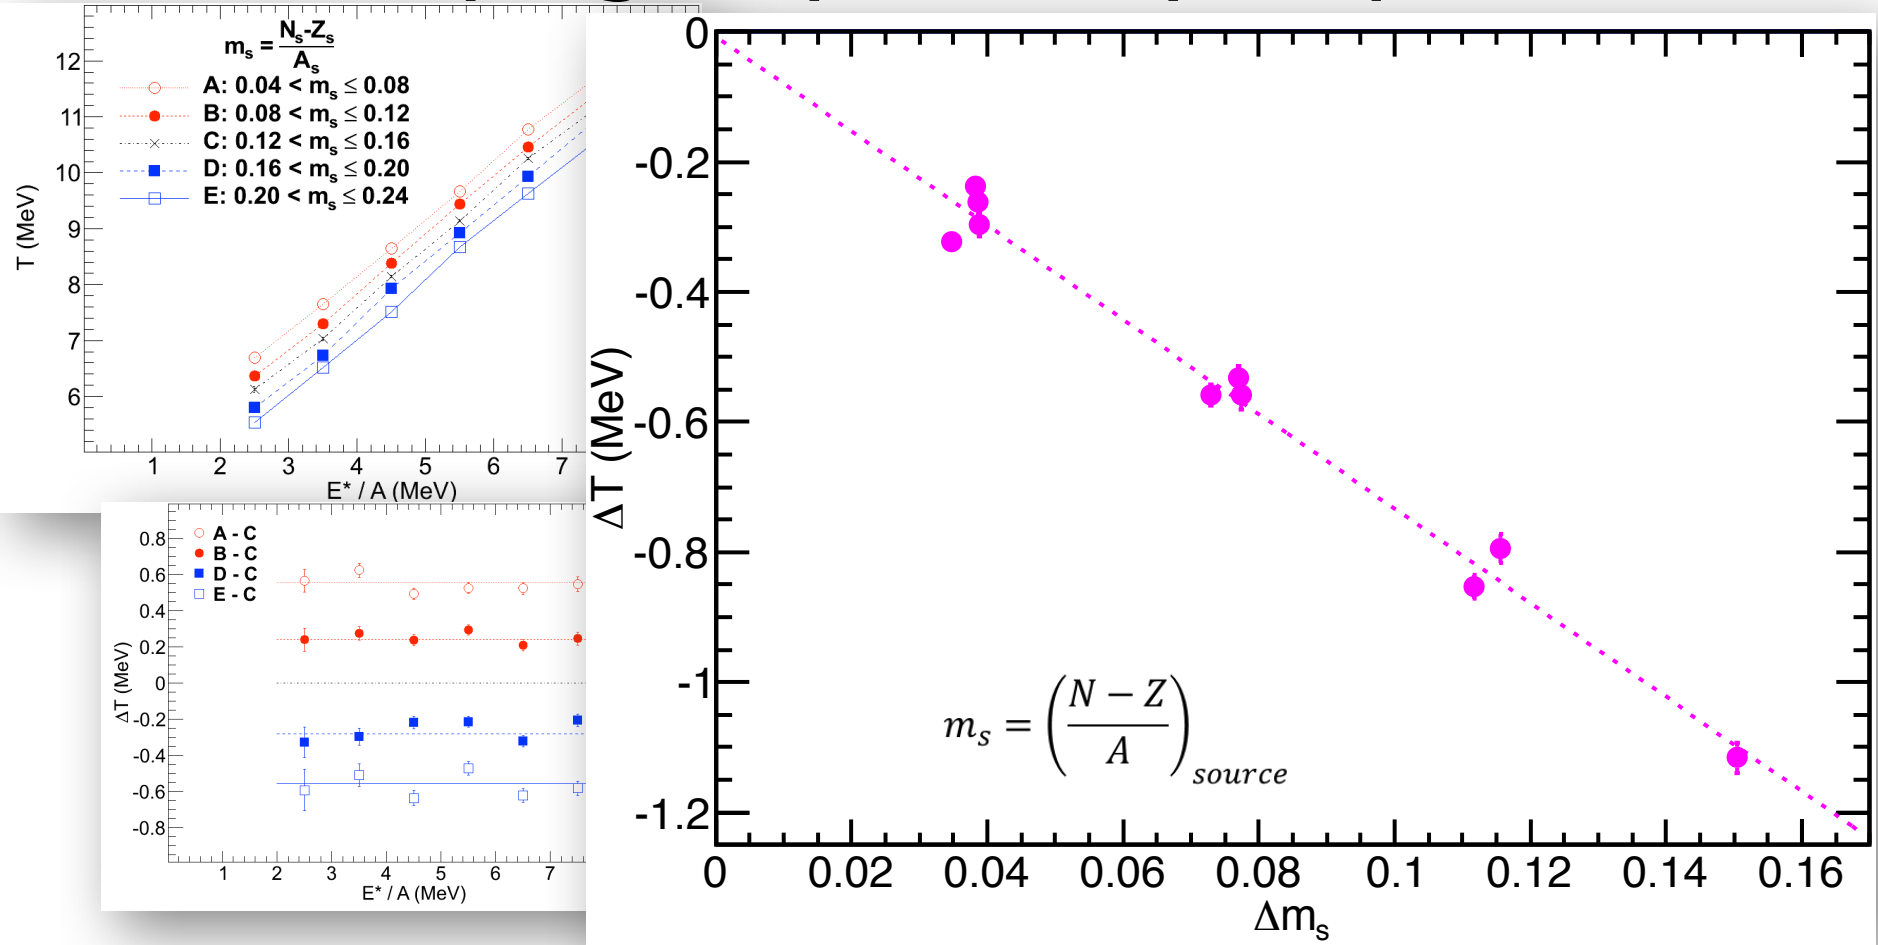 m_s = (N_s-Z_s)/A_s
A: 0.04 < m_s ≤ 0.08
B: 0.08 < m_s ≤ 0.12
C: 0.12 < m_s ≤ 0.16
D: 0.16 < m_s ≤ 0.20
E: 0.20 < m_s ≤ 0.24
12
11
10
9
8
7
6
T (MeV)
1 2 3 4 5 6 7
E* / A (MeV)
A - C
B - C
D - C
E - C
0.8
0.6
0.4
0.2
0
-0.2
-0.4
-0.6
-0.8
ΔT (MeV)
1 2 3 4 5 6 7
E* / A (MeV)
0
-0.2
-0.4
-0.6
-0.8
-1
-1.2
ΔT (MeV)
m_s = ((N − Z)/A)_source
0 0.02 0.04 0.06 0.08 0.1 0.12 0.14 0.16
Δm_s